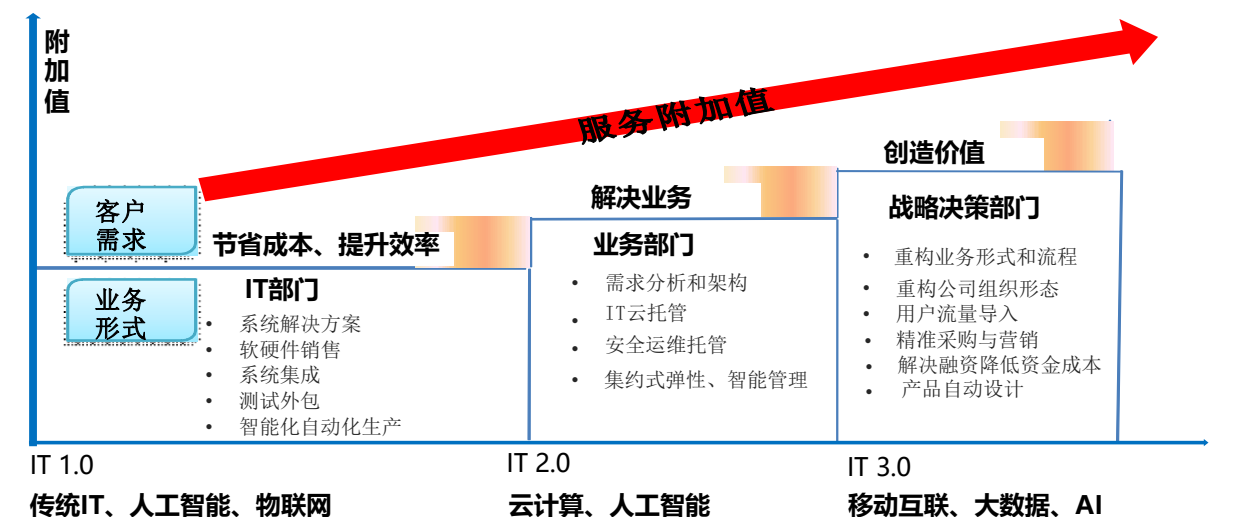 附
加
值
服务附加值
客户
需求
业务
形式
节省成本、提升效率
IT部门
• 系统解决方案
• 软硬件销售
• 系统集成
• 测试外包
• 智能化自动化生产
解决业务
业务部门
• 需求分析和架构
• IT云托管
• 安全运维托管
• 集约式弹性、智能管理
创造价值
战略决策部门
• 重构业务形式和流程
• 重构公司组织形态
• 用户流量导入
• 精准采购与营销
• 解决融资降低资金成本
• 产品自动设计
IT 1.0
传统IT、人工智能、物联网
IT 2.0
云计算、人工智能
IT 3.0
移动互联、大数据、AI